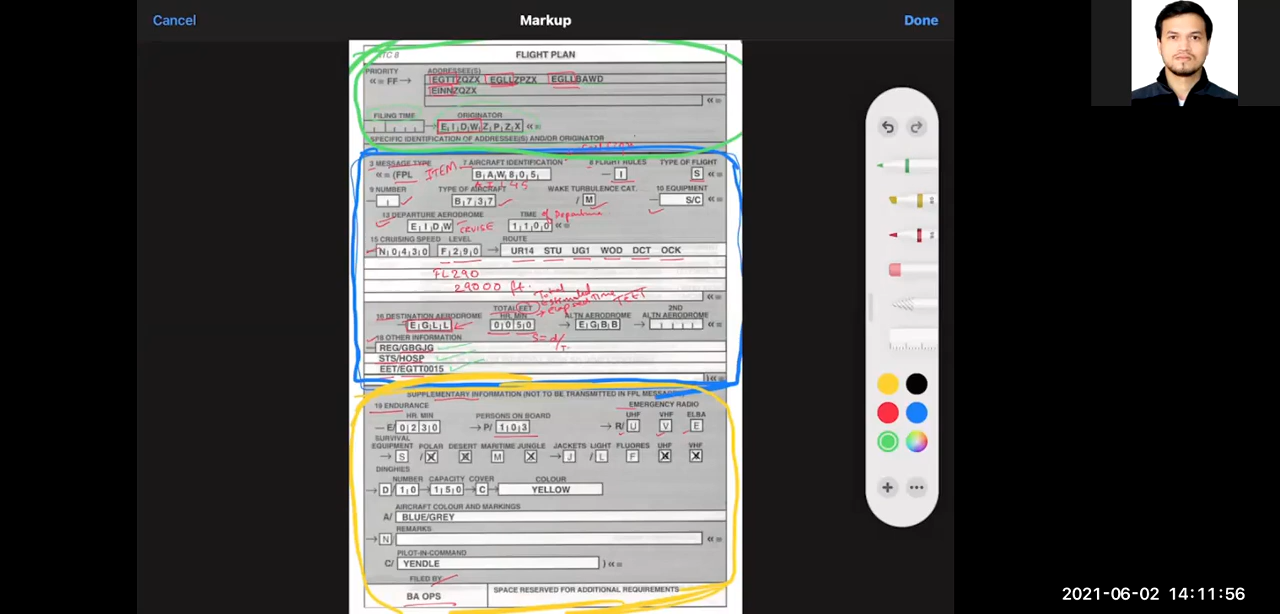 Cancel Markup Done
ATC 8 FLIGHT PLAN
PRIORITY ADDRESSEE(S)
<<≡ FF → EGTTZQZX EGLLZPZX EGLLBAWD
EINNZQZX
<<≡
FILING TIME ORIGINATOR
→ EIDWZPZX <<≡
SPECIFIC IDENTIFICATION OF ADDRESSEE(S) AND/OR ORIGINATOR
3 MESSAGE TYPE ITEM 7 AIRCRAFT IDENTIFICATION 8 FLIGHT RULES TYPE OF FLIGHT
<<≡ (FPL BAW805 – I S <<≡
9 NUMBER TYPE OF AIRCRAFT WAKE TURBULENCE CAT. 10 EQUIPMENT
– B737 / M – S/C <<≡
13 DEPARTURE AERODROME TIME of Departure
EIDW CRUISE 1100 <<≡
15 CRUISING SPEED LEVEL ROUTE
N0430 F290 → UR14 STU UG1 WOD DCT OCK
FL290
29000 ft.
Total estimated elapsed Time TEET
<<≡
TOTAL EET
16 DESTINATION AERODROME HR. MIN ALTN AERODROME 2ND ALTN AERODROME
EGLL 0050 → EGBB → <<≡
18 OTHER INFORMATION S=d/T
– REG/GBGJG
STS/HOSP
EET/EGTT0015
)<<≡
SUPPLEMENTARY INFORMATION (NOT TO BE TRANSMITTED IN FPL MESSAGES)
19 ENDURANCE EMERGENCY RADIO
HR MIN PERSONS ON BOARD UHF VHF ELBA
– E/ 0230 → P/ 103 → R/ U V E
SURVIVAL
EQUIPMENT POLAR DESERT MARITIME JUNGLE JACKETS LIGHT FLUORES UHF VHF
→ S / X X M X → J / L F X X
DINGHIES
NUMBER CAPACITY COVER COLOUR
→ D / 10 → 150 → C → YELLOW
AIRCRAFT COLOUR AND MARKINGS
A/ BLUE/GREY
REMARKS
→ N / <<≡
PILOT-IN-COMMAND
C/ YENDLE )<<≡
FILED BY
BA OPS SPACE RESERVED FOR ADDITIONAL REQUIREMENTS
2021-06-02 14:11:56